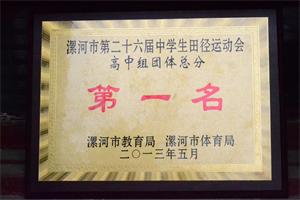 漯河市第二十六届中学生田径运动会
高中组团体总分
第一名
漯河市教育局 漯河市体育局
二〇一三年五月